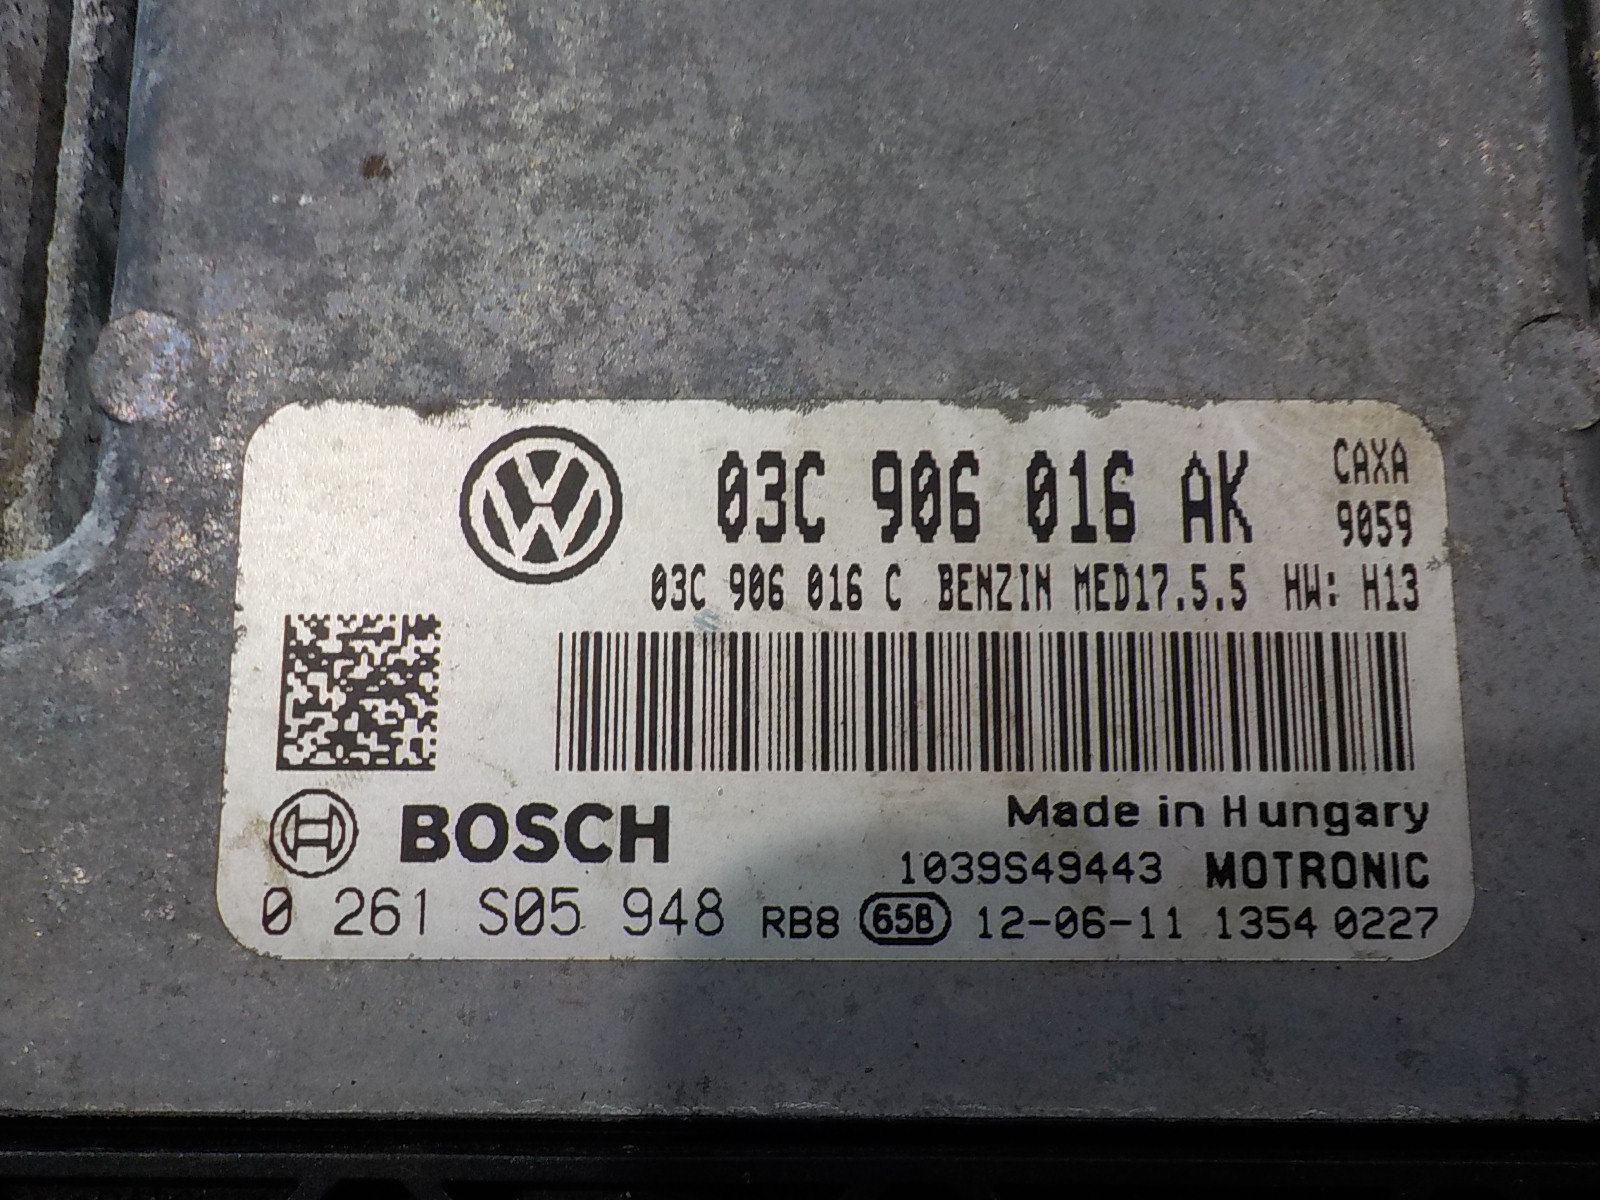 03C 906 016 AK CAXA
9059
03C 906 016 C BENZIN MED17.5.5 HW: H13
BOSCH
Made in Hungary
1039S49443 MOTRONIC
0 261 S05 948 RB8 65B 12-06-11 1354 0227